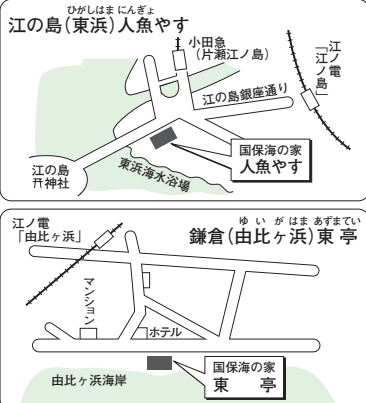 ひがしはま にんぎょ
江の島(東浜)人魚やす
小田急
(片瀬江ノ島)
江ノ電
「江ノ島」
江の島銀座通り
国保海の家
人魚やす
江の島
神社
東浜海水浴場
江ノ電
「由比ヶ浜」
ゆいがはま あずまてい
鎌倉(由比ヶ浜)東亭
マンション
ホテル
国保海の家
東 亭
由比ヶ浜海岸